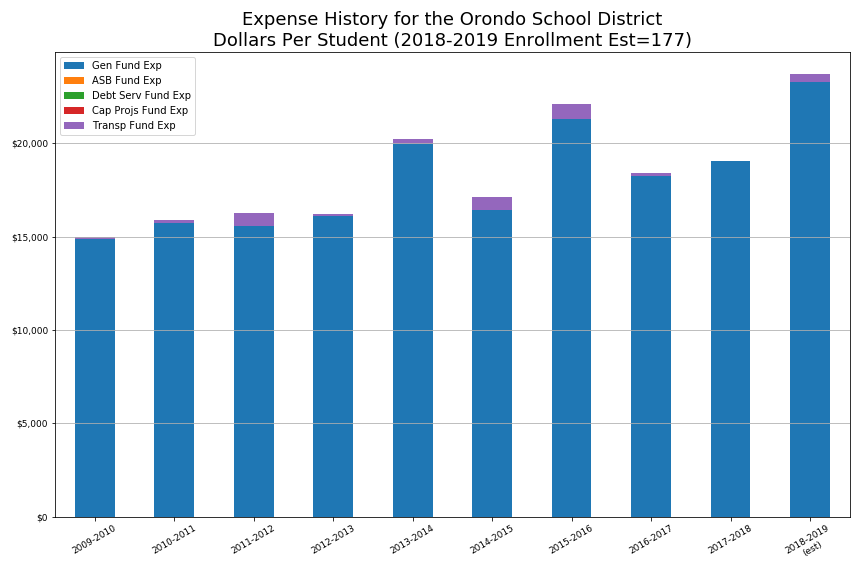 Expense History for the Orondo School District
Dollars Per Student (2018-2019 Enrollment Est=177)
Gen Fund Exp
ASB Fund Exp
Debt Serv Fund Exp
Cap Projs Fund Exp
Transp Fund Exp
$20,000
$15,000
$10,000
$5,000
$0
2009-2010
2010-2011
2011-2012
2012-2013
2013-2014
2014-2015
2015-2016
2016-2017
2017-2018
2018-2019
(est)